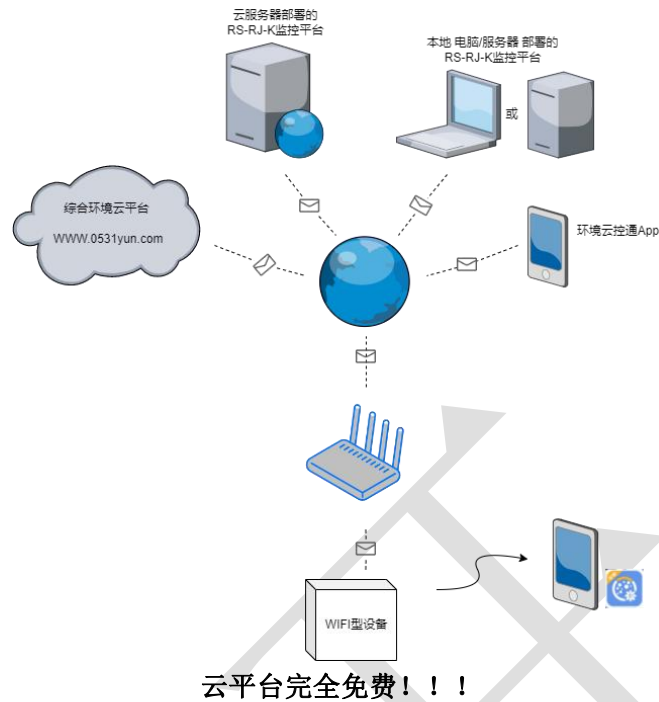 云服务器部署的
RS-RJ-K监控平台
本地 电脑/服务器 部署的
RS-RJ-K监控平台
或
综合环境云平台
WWW.0531yun.com
环境云控通App
WIFI型设备
云平台完全免费！！！